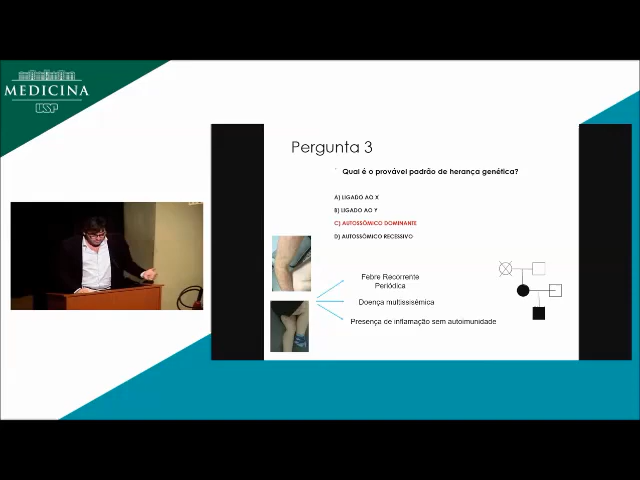 MEDICINA
USP
Pergunta 3
Qual é o provável padrão de herança genética?
A) LIGADO AO X
B) LIGADO AO Y
C) AUTOSSÔMICO DOMINANTE
D) AUTOSSÔMICO RECESSIVO
Febre Recorrente
Periódica
Doença multissisêmica
Presença de inflamação sem autoimunidade